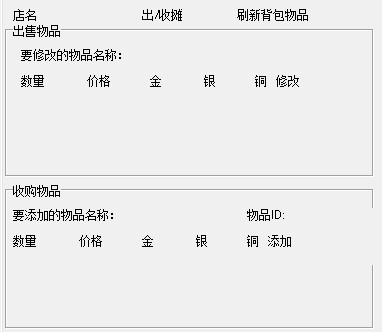 店名 出/收摊 刷新背包物品
出售物品
要修改的物品名称：
数量 价格 金 银 铜 修改
收购物品
要添加的物品名称： 物品ID:
数量 价格 金 银 铜 添加